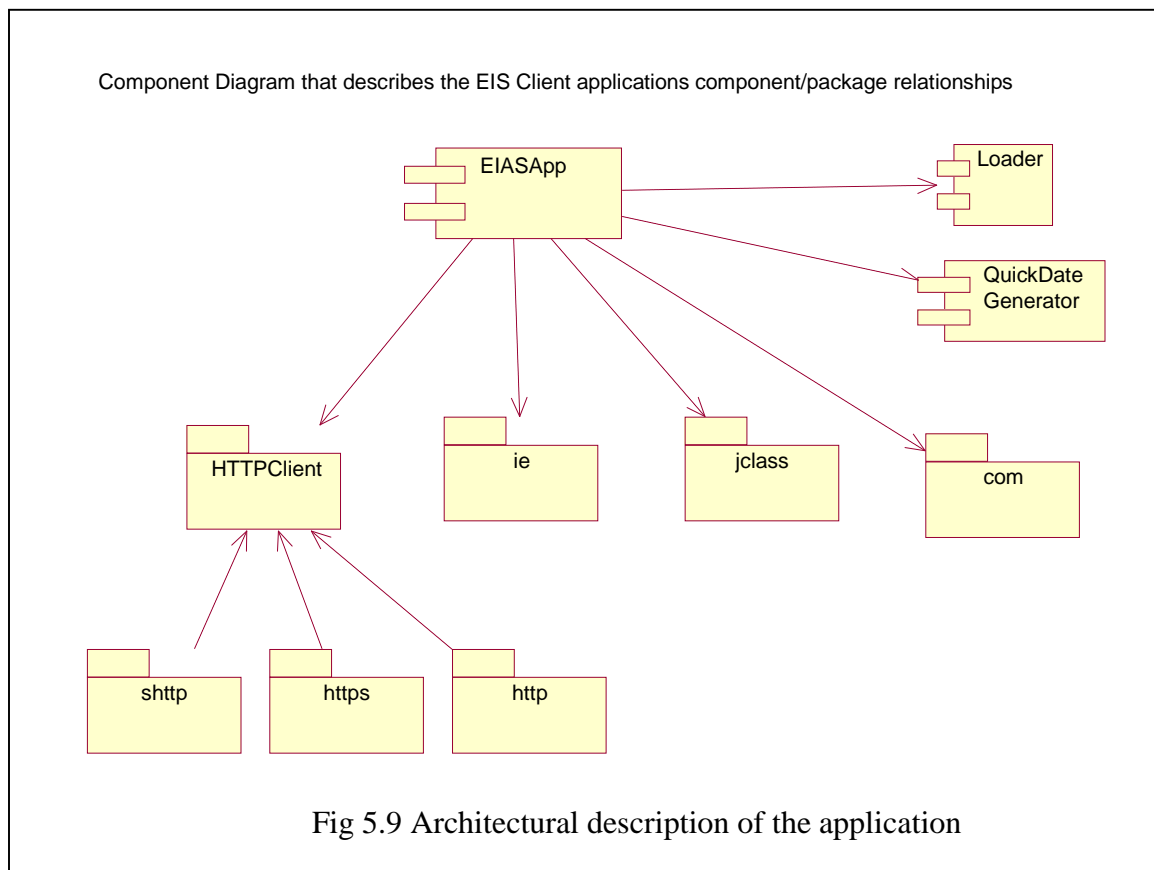 Component Diagram that describes the EIS Client applications component/package relationships
EIASApp
Loader
QuickDate
Generator
HTTPClient
ie
jclass
com
shttp
https
http
Fig 5.9 Architectural description of the application